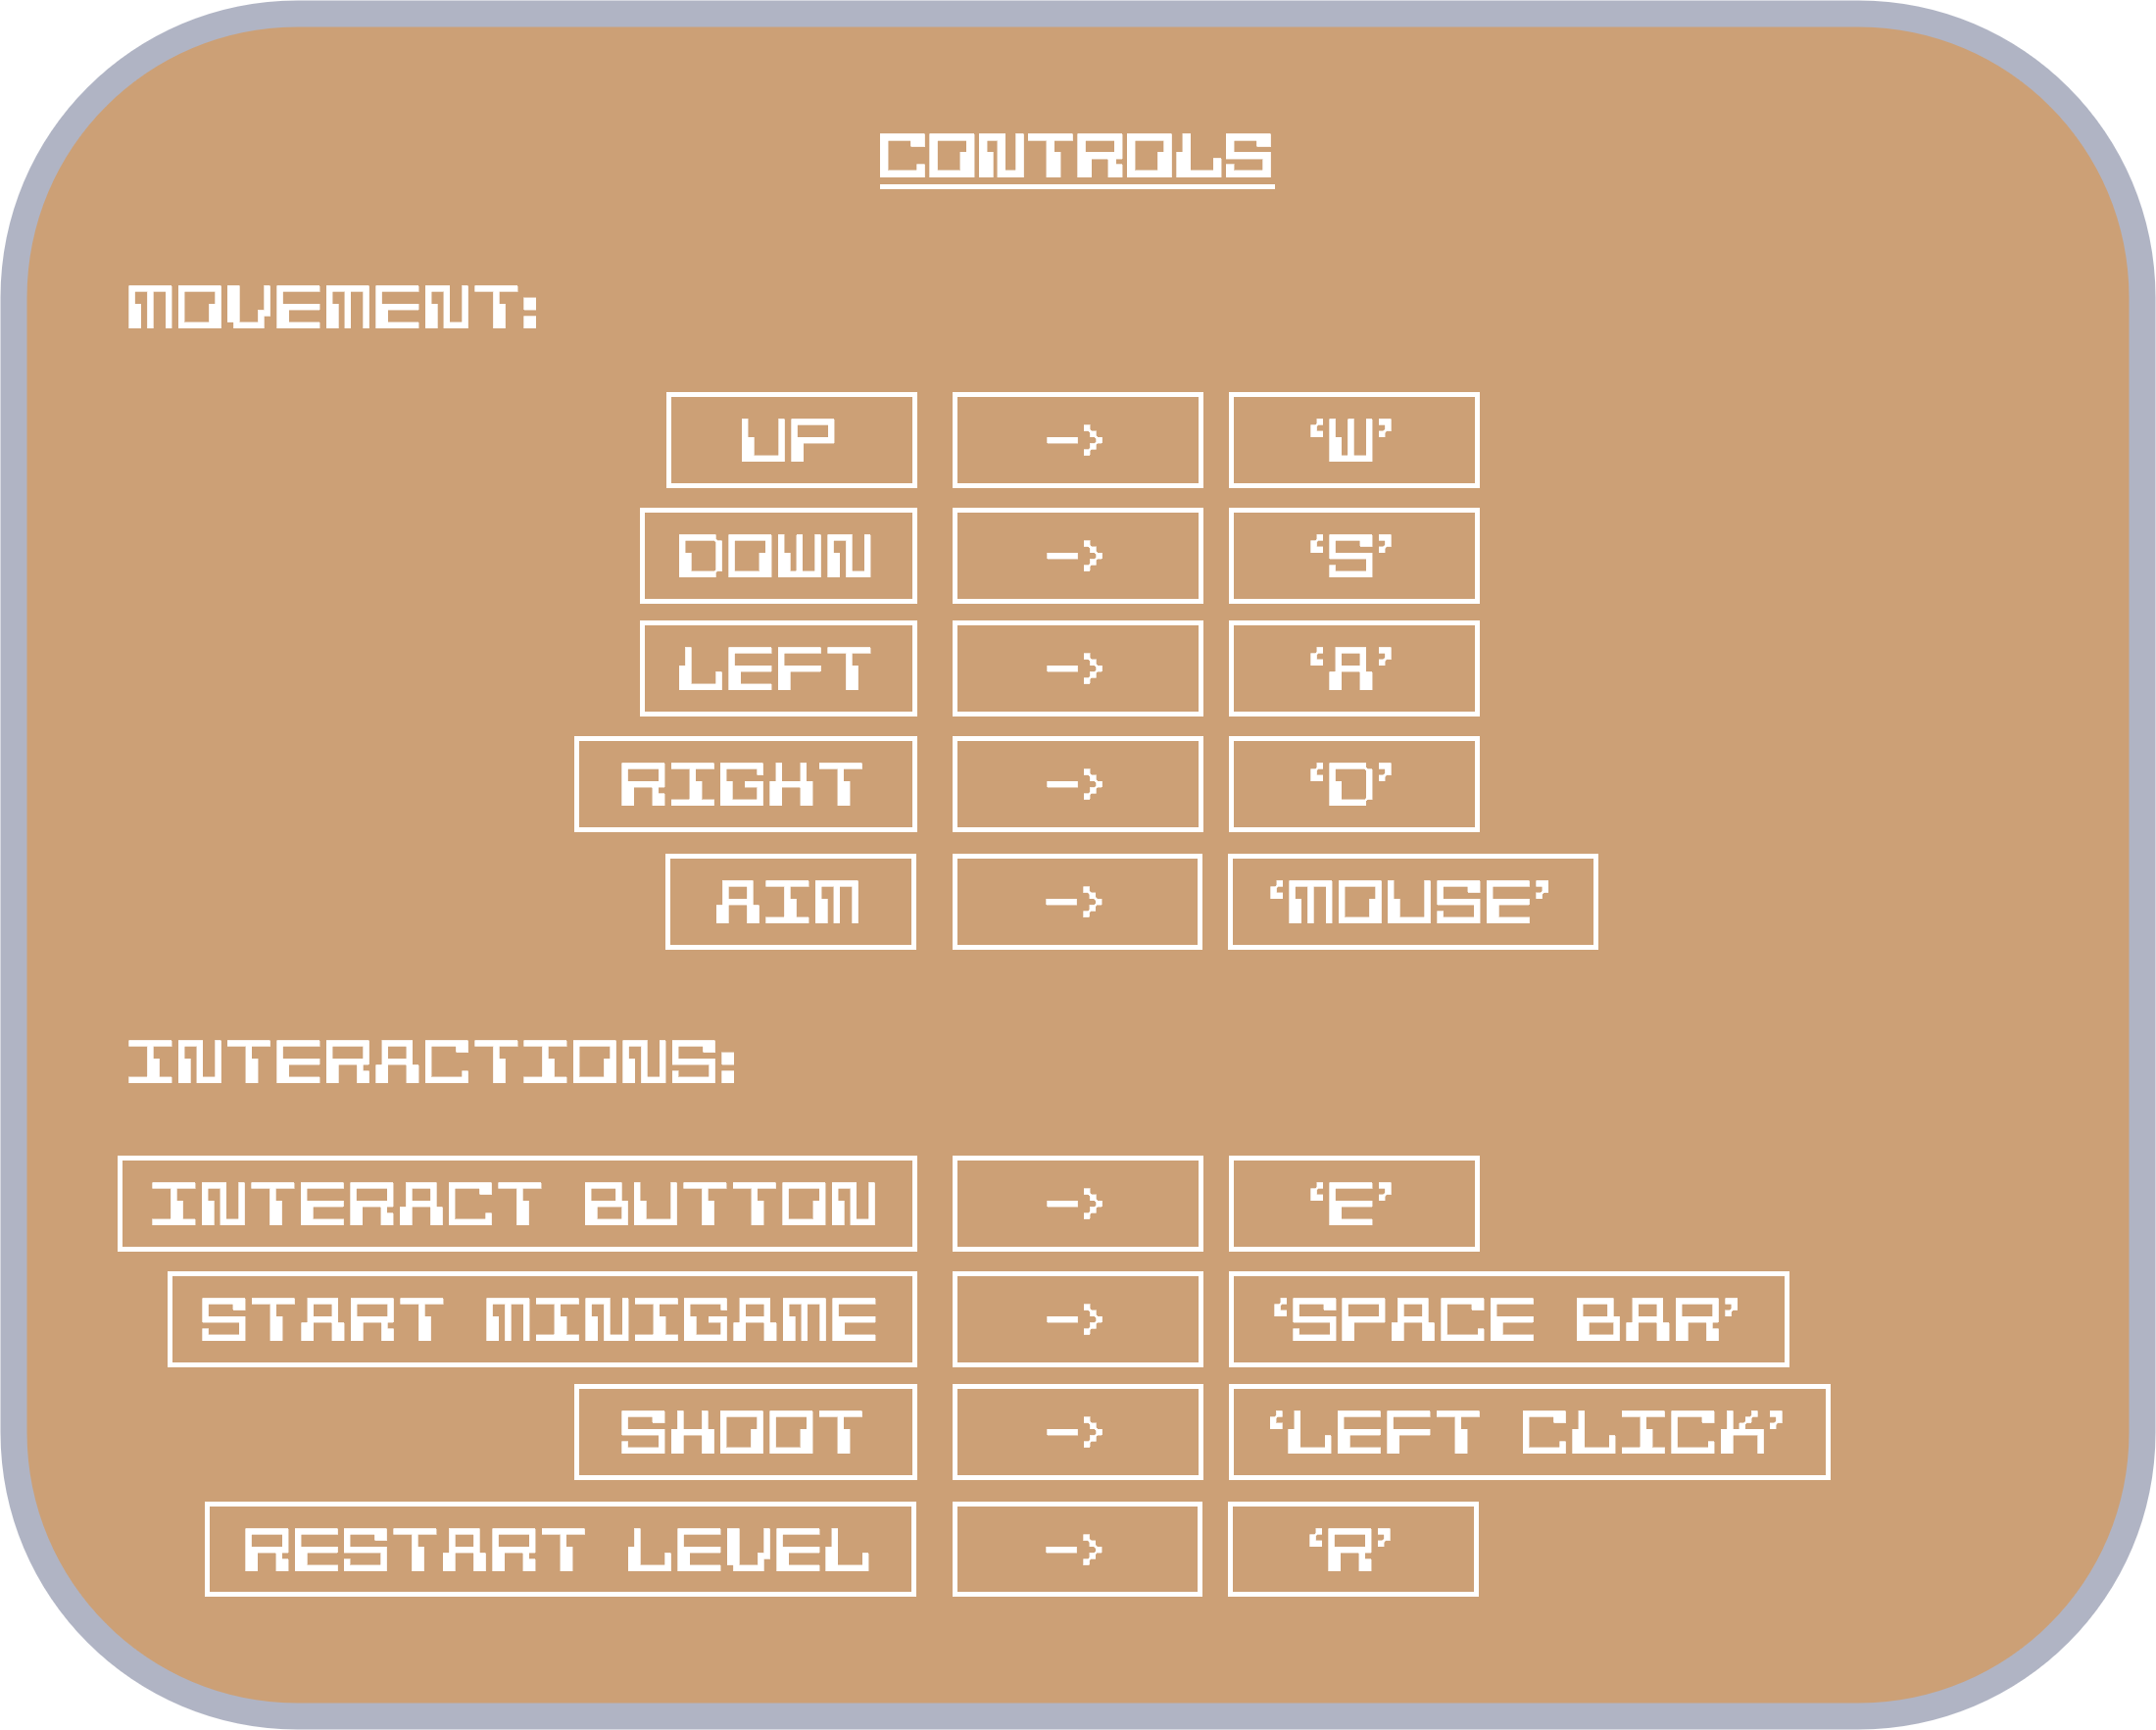 CONTROLS
MOVEMENT:
UP -> ‘W’
DOWN -> ‘S’
LEFT -> ‘A’
RIGHT -> ‘D’
AIM -> ‘MOUSE’
INTERACTIONS:
INTERACT BUTTON -> ‘E’
START MINIGAME -> ‘SPACE BAR’
SHOOT -> ‘LEFT CLICK’
RESTART LEVEL -> ‘R’